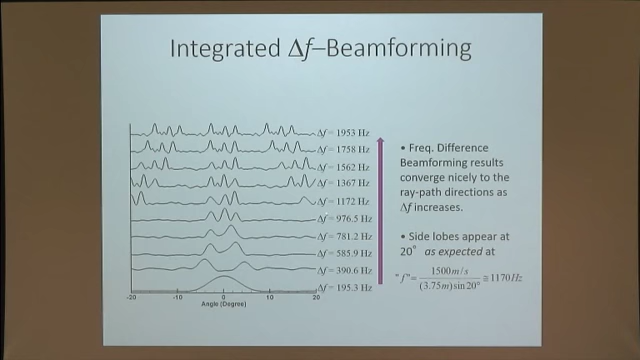 Integrated Δf–Beamforming
Δf = 1953 Hz
Δf = 1758 Hz
Δf = 1562 Hz
Δf = 1367 Hz
Δf = 1172 Hz
Δf = 976.5 Hz
Δf = 781.2 Hz
Δf = 585.9 Hz
Δf = 390.6 Hz
Δf = 195.3 Hz
-20 -10 0 10 20
Angle (Degree)
• Freq. Difference
Beamforming results
converge nicely to the
ray-path directions as
Δf increases.
• Side lobes appear at
20° as expected at
"f" = 1500m/s / (3.75m)sin20° ≅ 1170Hz